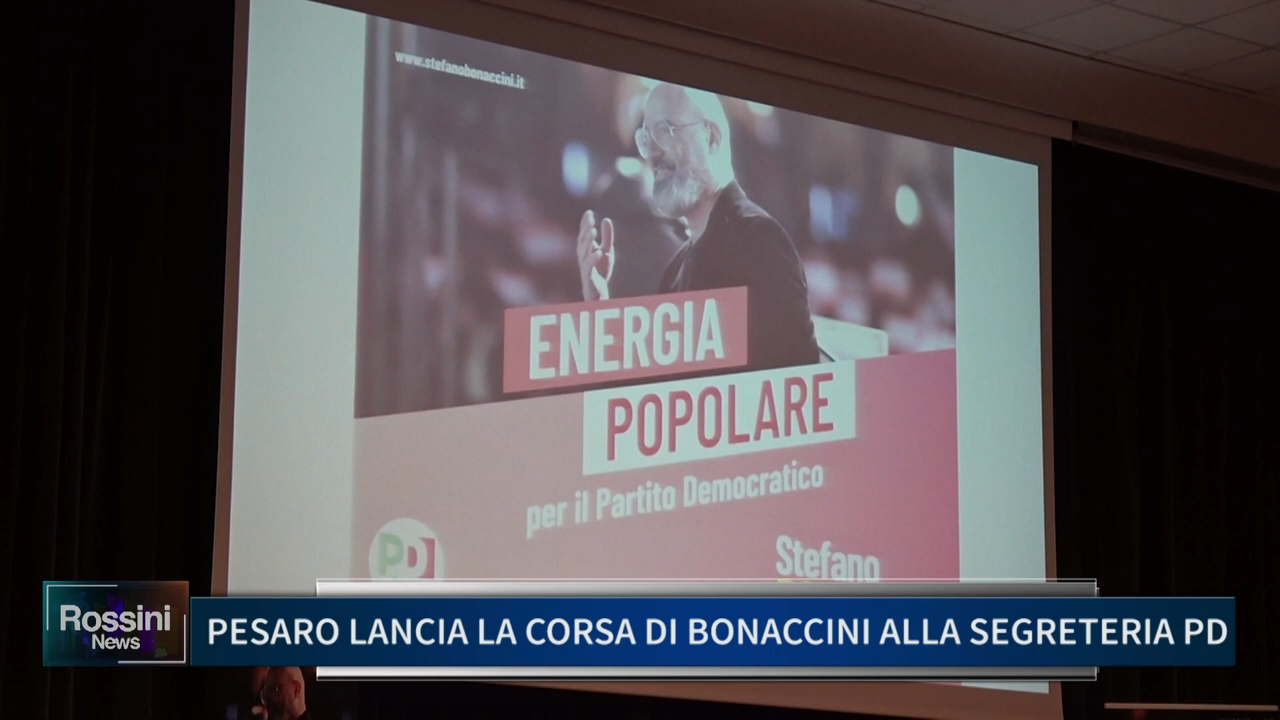 www.stefanobonaccini.it
ENERGIA
POPOLARE
per il Partito Democratico
PD
Stefano
Rossini
News
PESARO LANCIA LA CORSA DI BONACCINI ALLA SEGRETERIA PD